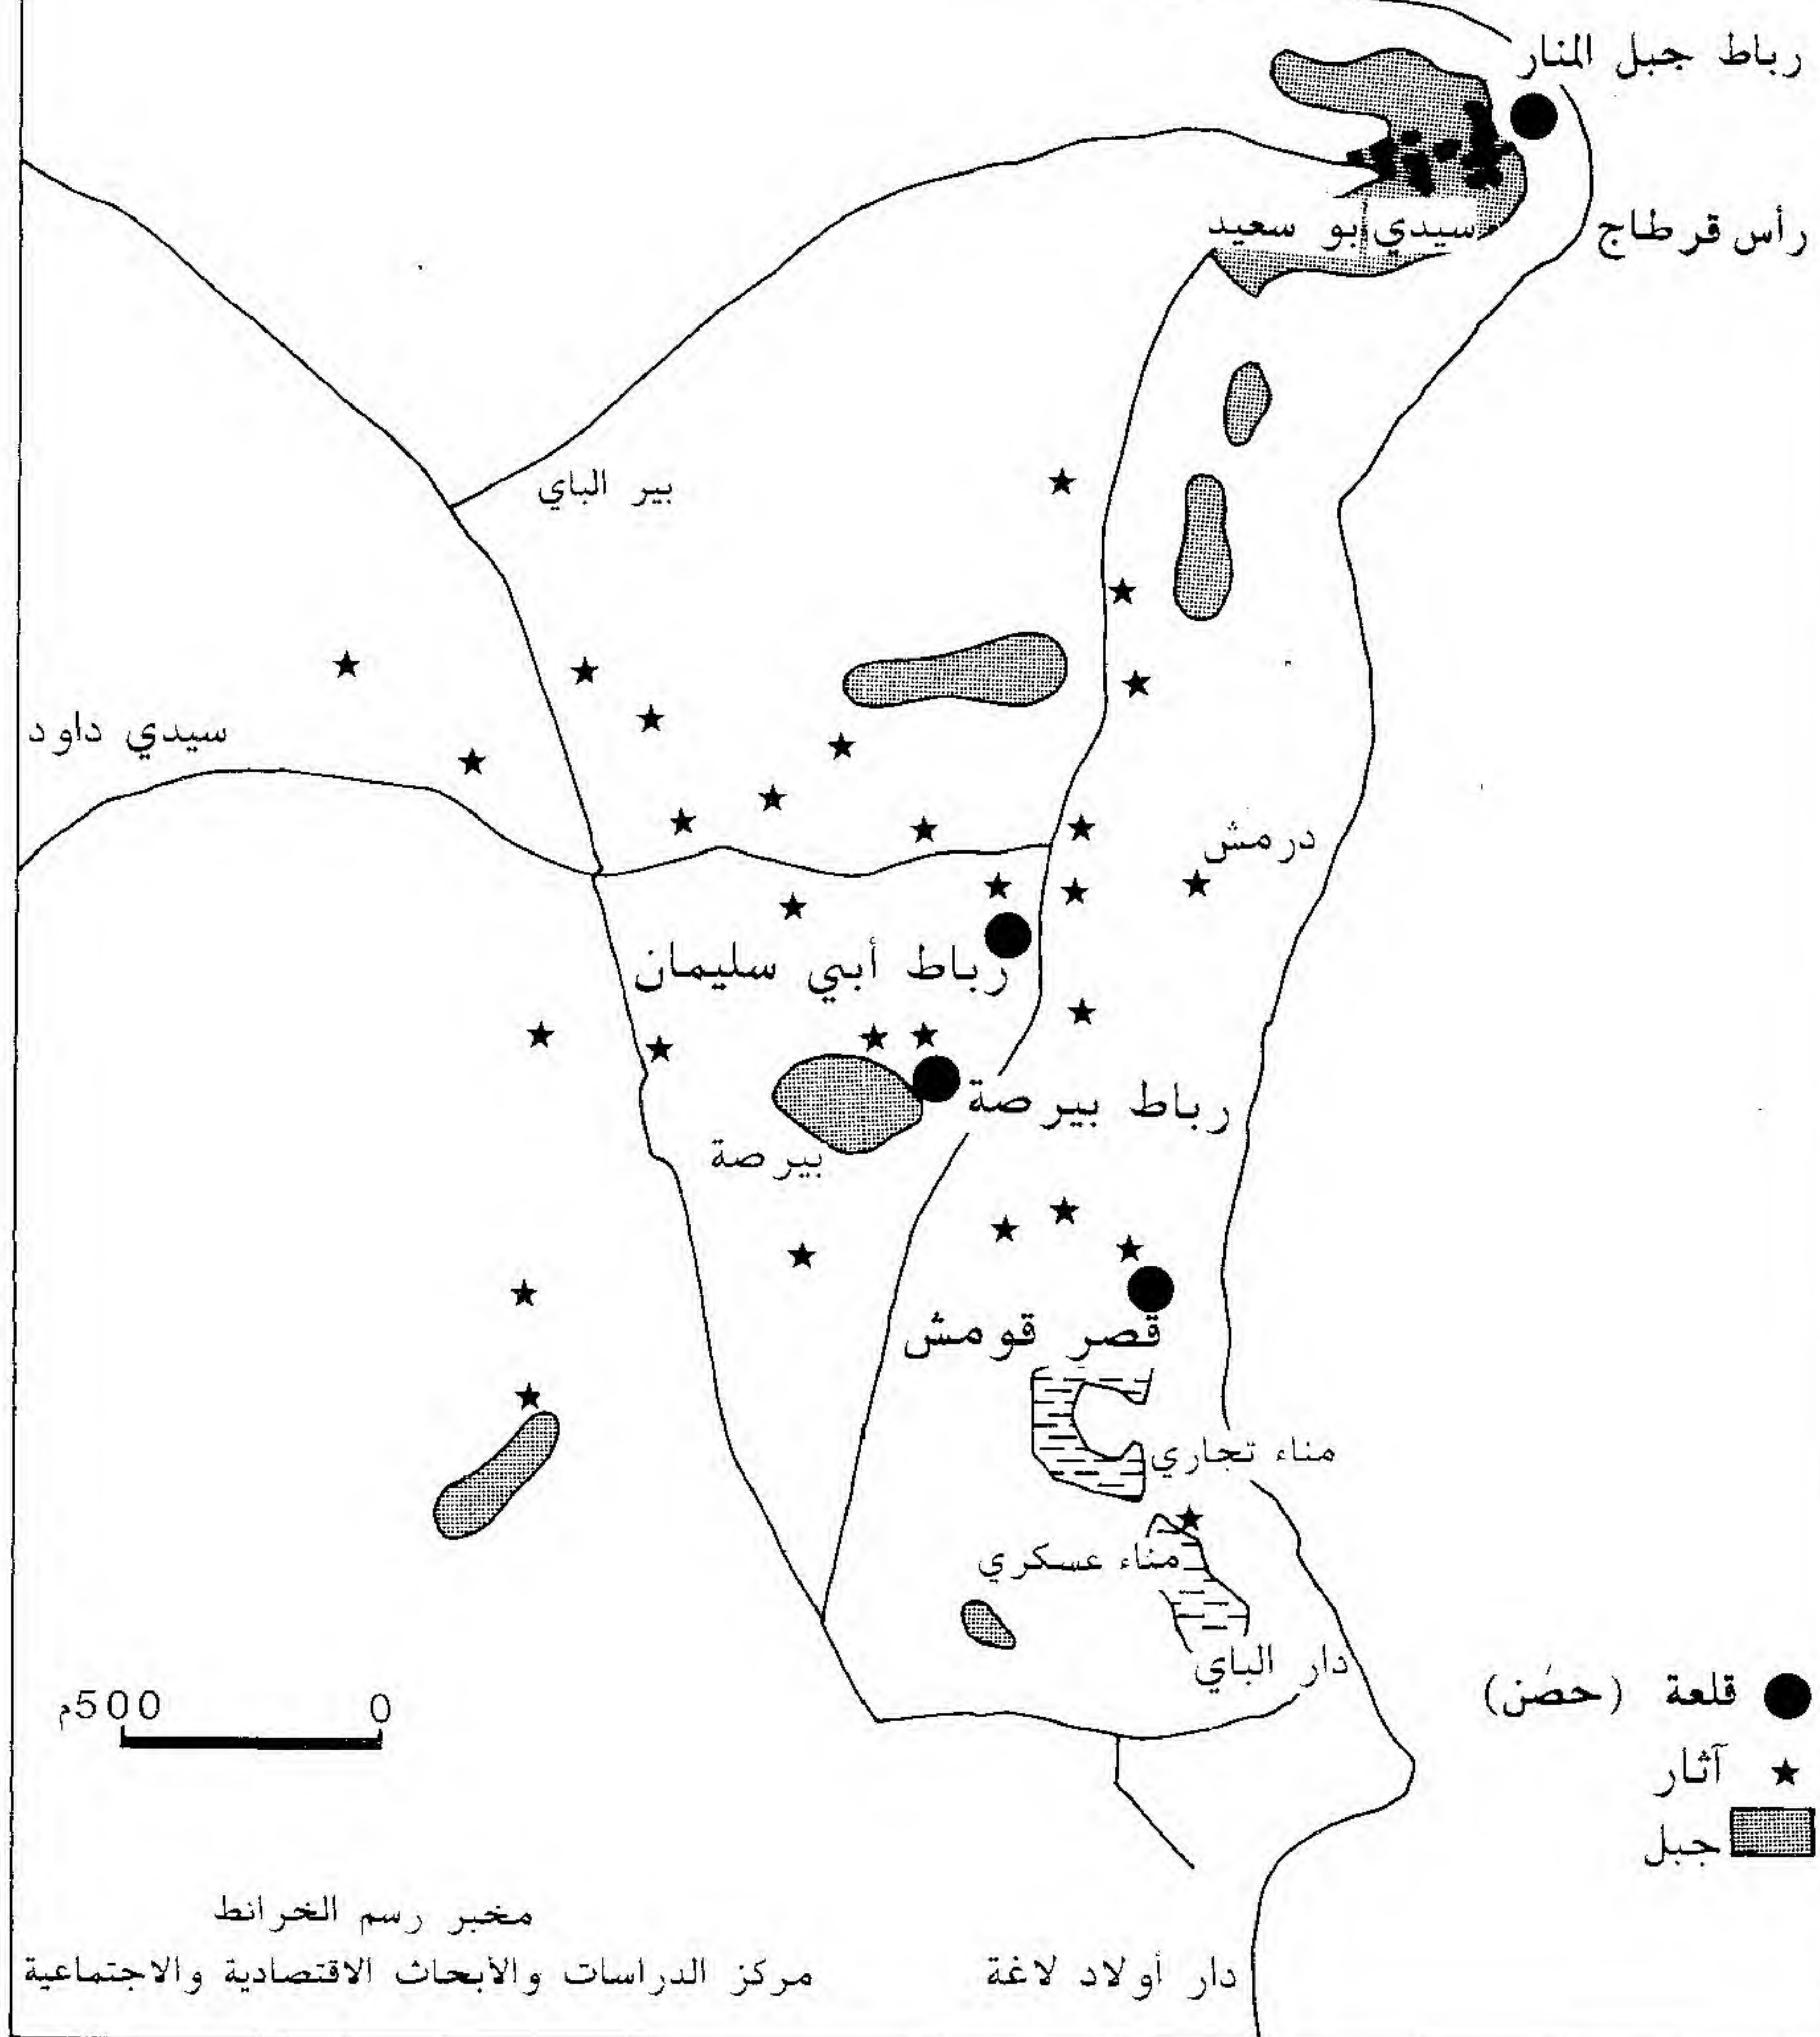 رباط جبل المنار
سيدي أبو سعيد
رأس قرطاج
بير الباي
سيدي داود
درمش
رباط أبي سليمان
رباط بيرصة
بيرصة
قصر قومش
مناء تجاري
مناء عسكري
دار الباي
قلعة (حصن)
500م 0
آثار
جبل
مخبر رسم الخرائط
مركز الدراسات والأبحاث الاقتصادية والاجتماعية
دار أولاد لاغة